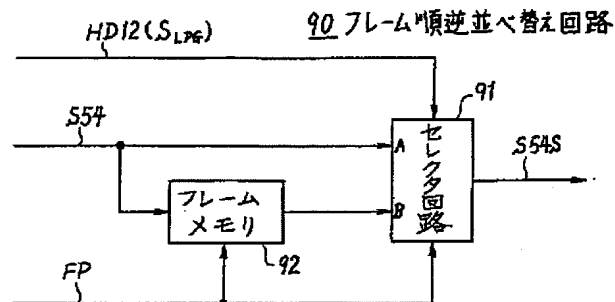 90 フレーム順逆並べ替え回路
HD12(SLPG)
91
S54
A
セレクタ回路
S54S
フレーム
メモリ
B
92
FP